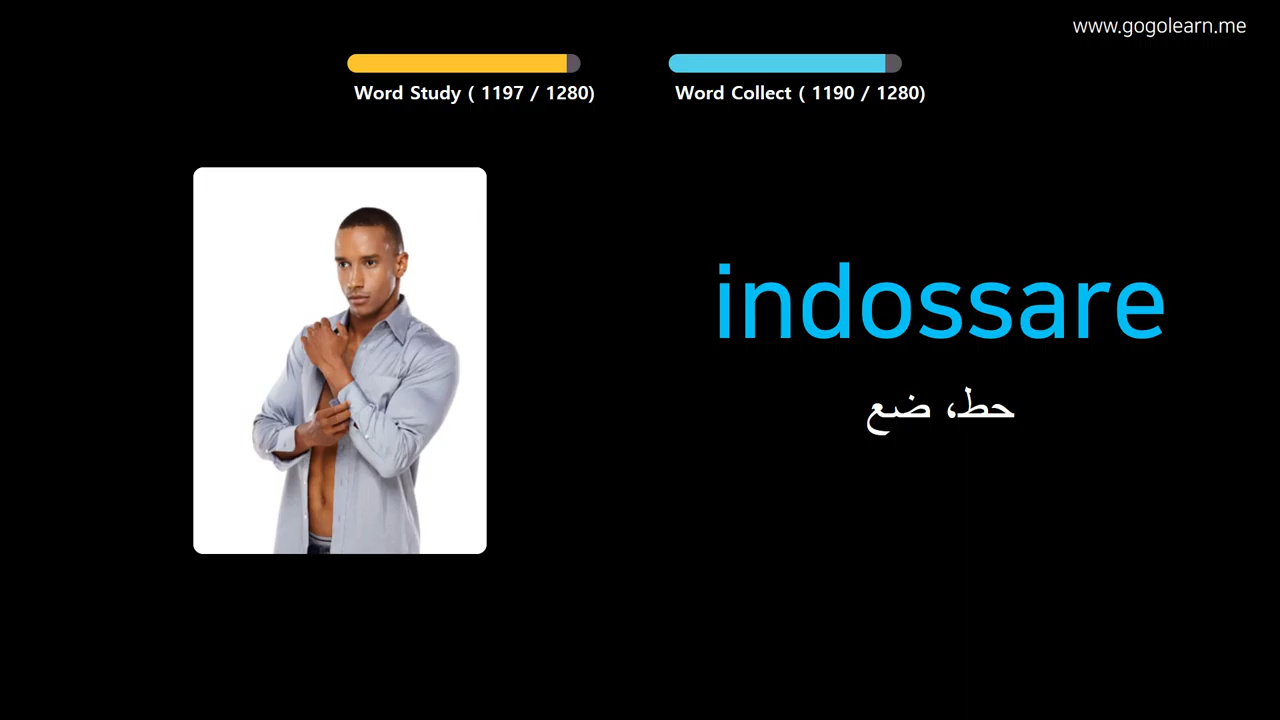 www.gogolearn.me
Word Study ( 1197 / 1280)
Word Collect ( 1190 / 1280)
indossare
حط، ضع